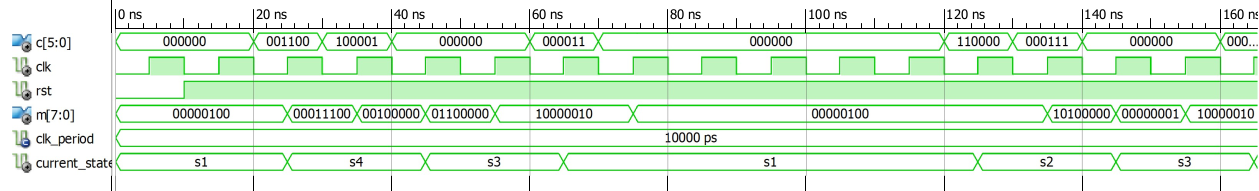 0 ns 20 ns 40 ns 60 ns 80 ns 100 ns 120 ns 140 ns 160 ns
c[5:0] 000000 001100 100001 000000 000011 000000 110000 000111 000000 000...
clk
rst
m[7:0] 00000100 00011100 00100000 01100000 10000010 00000100 10100000 00000001 10000010
clk_period 10000 ps
current_state s1 s4 s3 s1 s2 s3